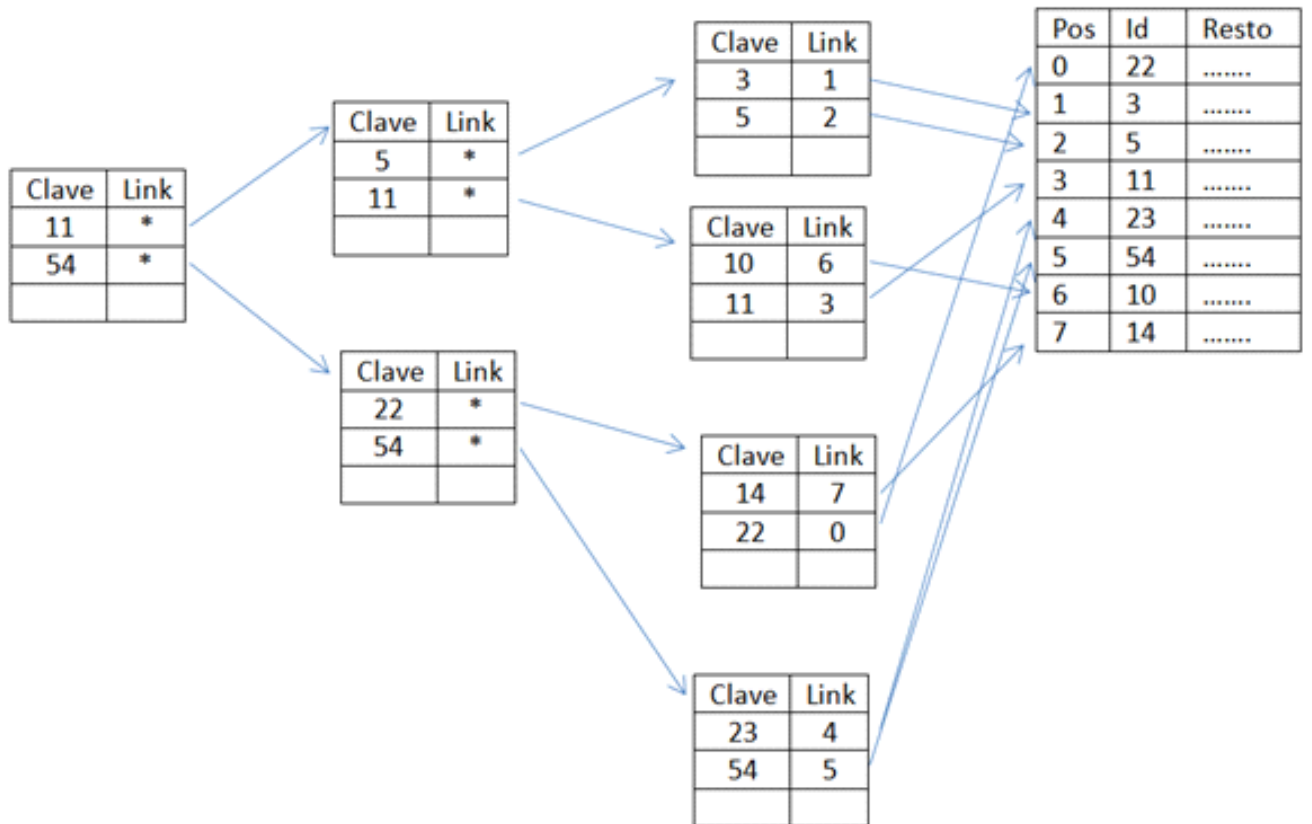 Clave Link
11 *
54 *
Clave Link
5 *
11 *
Clave Link
22 *
54 *
Clave Link
3 1
5 2
Clave Link
10 6
11 3
Clave Link
14 7
22 0
Clave Link
23 4
54 5
Pos Id Resto
0 22 .......
1 3 .......
2 5 .......
3 11 .......
4 23 .......
5 54 .......
6 10 .......
7 14 .......